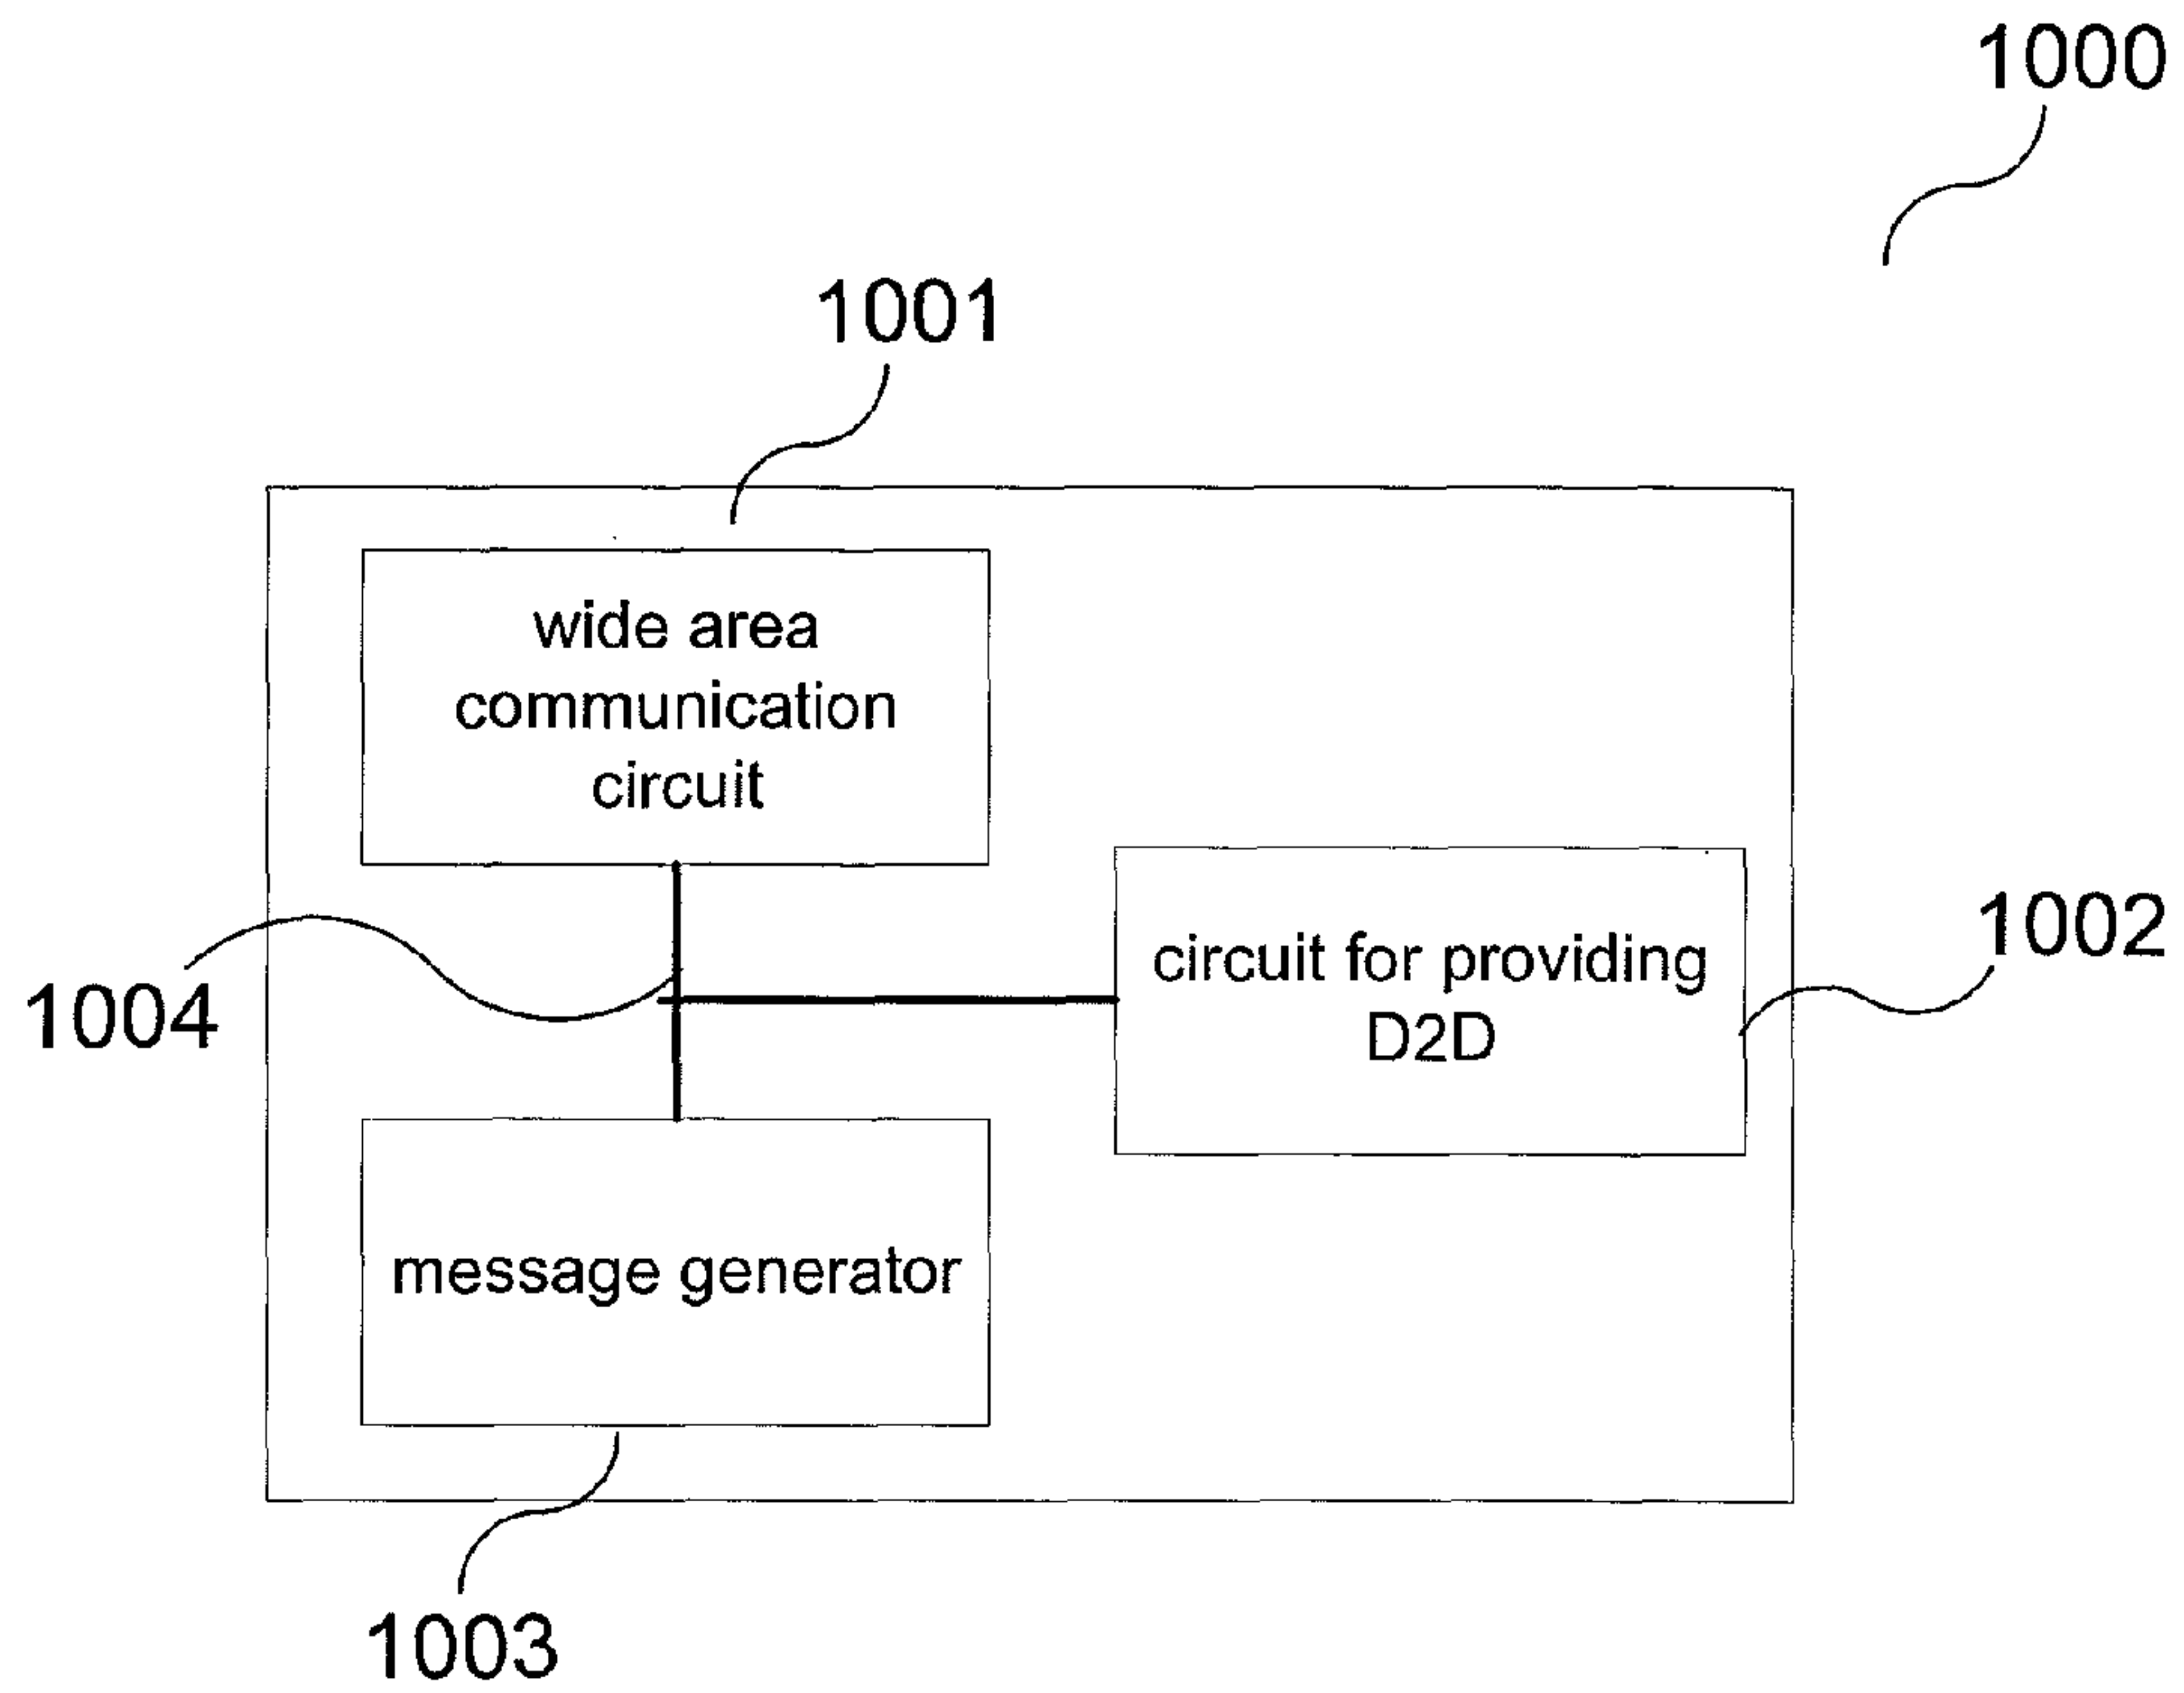 1000
1001
wide area
communication
circuit
1002
circuit for providing
D2D
1004
message generator
1003